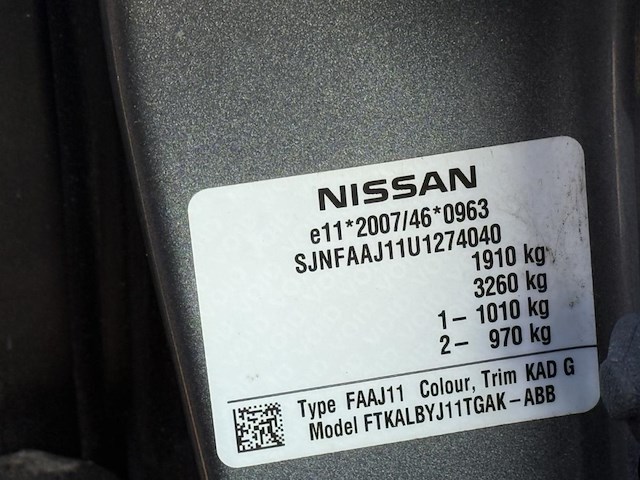 NISSAN
e11*2007/46*0963
SJNFAAJ11U1274040
1910 kg
3260 kg
1- 1010 kg
2- 970 kg
Type FAAJ11 Colour, Trim KAD G
Model FTKALBYJ11TGAK-ABB